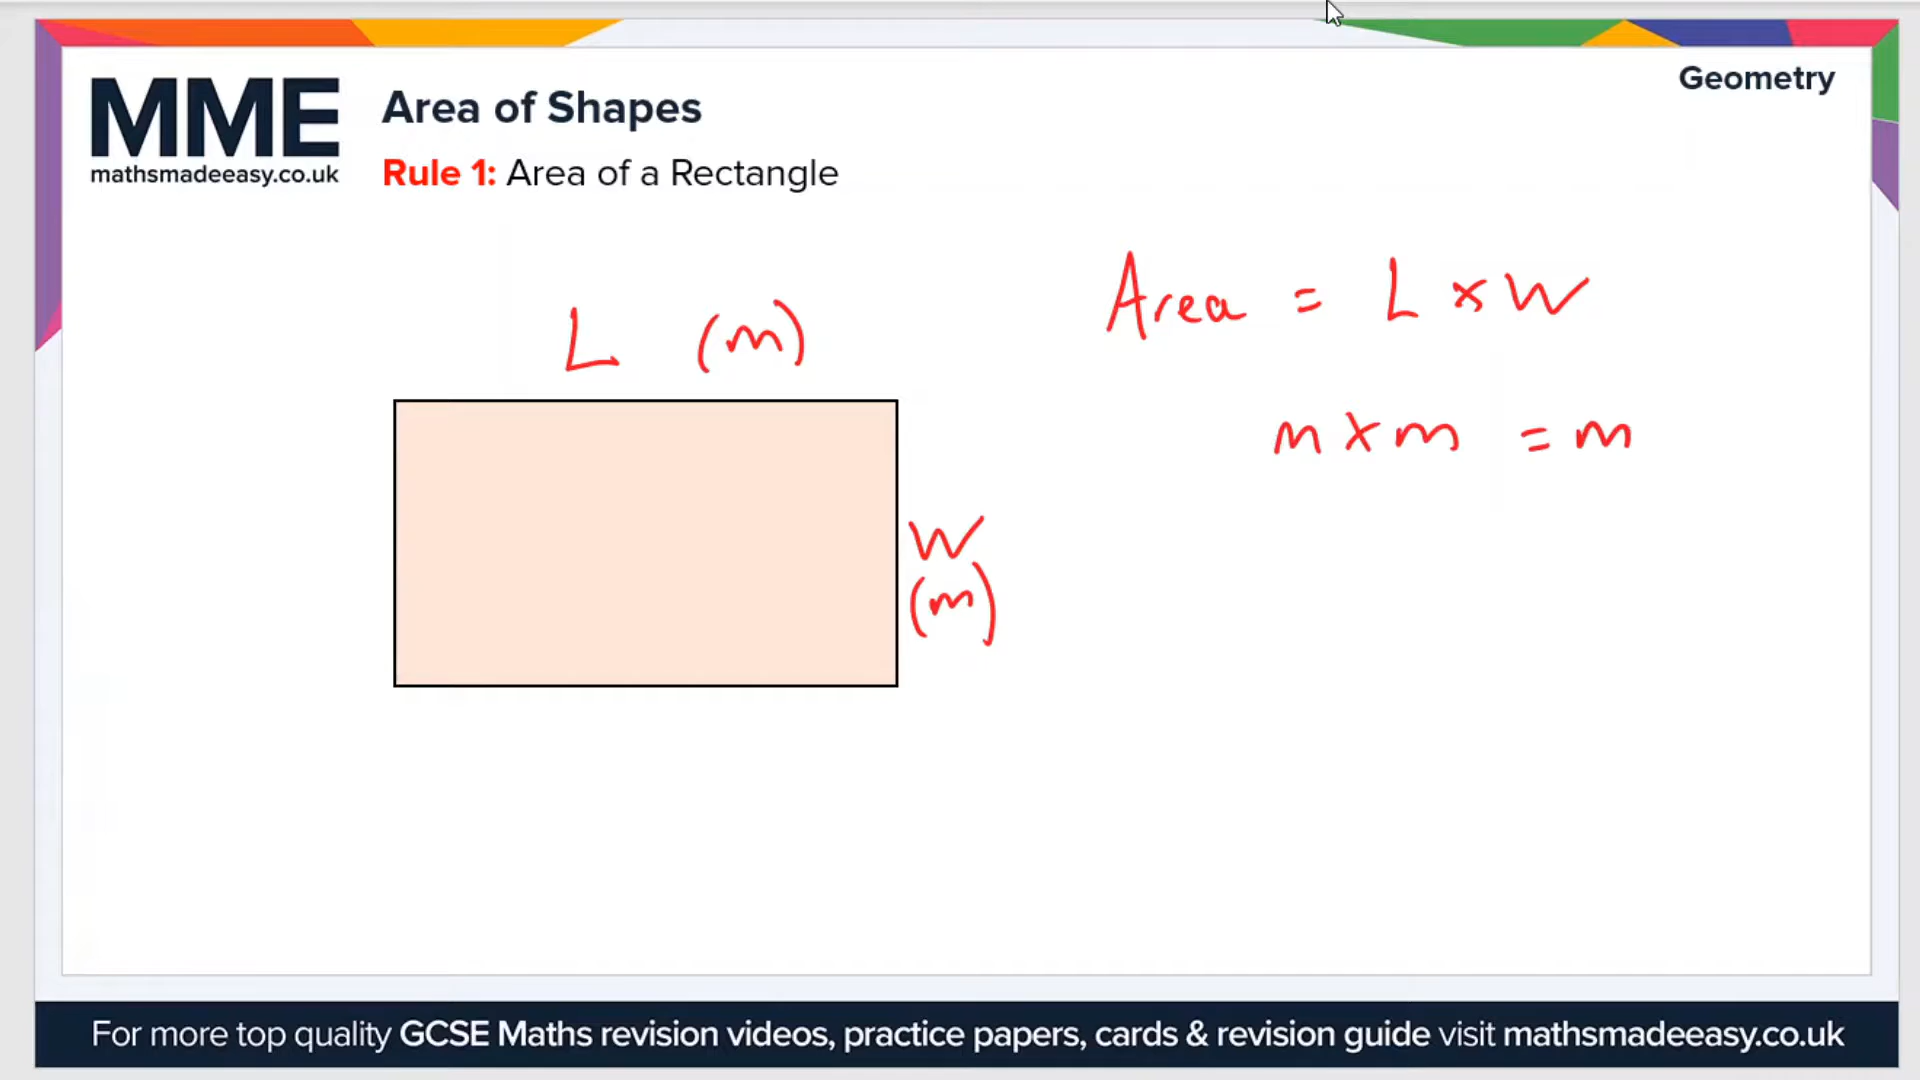 MME
mathsmadeeasy.co.uk
Area of Shapes
Rule 1: Area of a Rectangle
Geometry
L (m)
Area = L x W
m x m = m
W
(m)
For more top quality GCSE Maths revision videos, practice papers, cards & revision guide visit mathsmadeeasy.co.uk